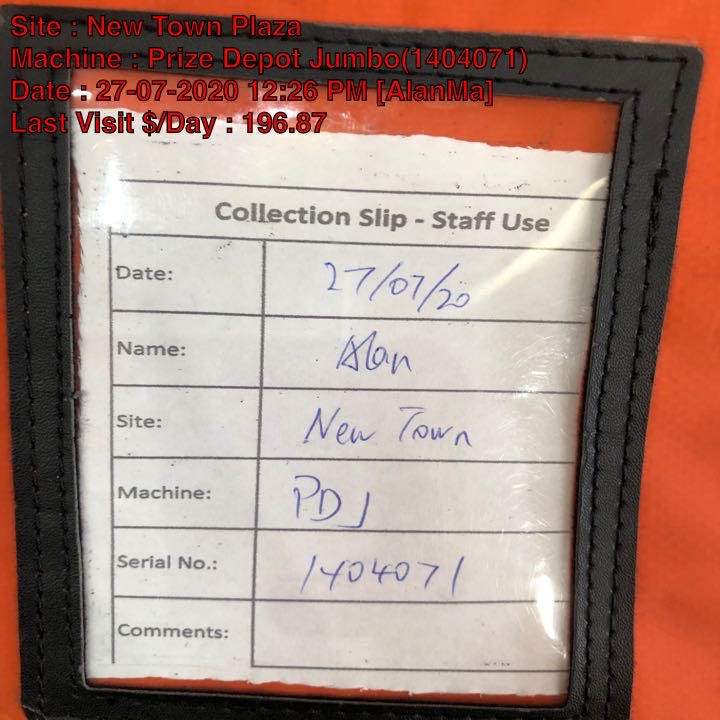 Site : New Town Plaza
Machine : Prize Depot Jumbo(1404071)
Date : 27-07-2020 12:26 PM [AlanMa]
Last Visit $/Day : 196.87
Collection Slip - Staff Use
Date: 27/07/20
Name: Alan
Site: New Town
Machine: PDJ
Serial No.: 1404071
Comments: